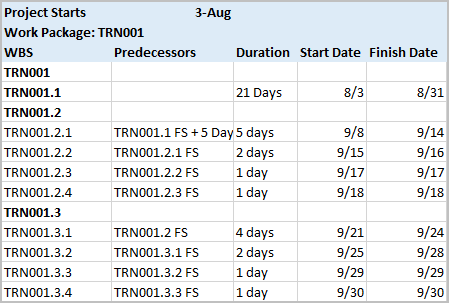 Project Starts 3-Aug
Work Package: TRN001
WBS Predecessors Duration Start Date Finish Date
TRN001
TRN001.1 21 Days 8/3 8/31
TRN001.2
TRN001.2.1 TRN001.1 FS + 5 Day 5 days 9/8 9/14
TRN001.2.2 TRN001.2.1 FS 2 days 9/15 9/16
TRN001.2.3 TRN001.2.2 FS 1 day 9/17 9/17
TRN001.2.4 TRN001.2.3 FS 1 day 9/18 9/18
TRN001.3
TRN001.3.1 TRN001.2 FS 4 days 9/21 9/24
TRN001.3.2 TRN001.3.1 FS 2 days 9/25 9/28
TRN001.3.3 TRN001.3.2 FS 1 day 9/29 9/29
TRN001.3.4 TRN001.3.3 FS 1 day 9/30 9/30